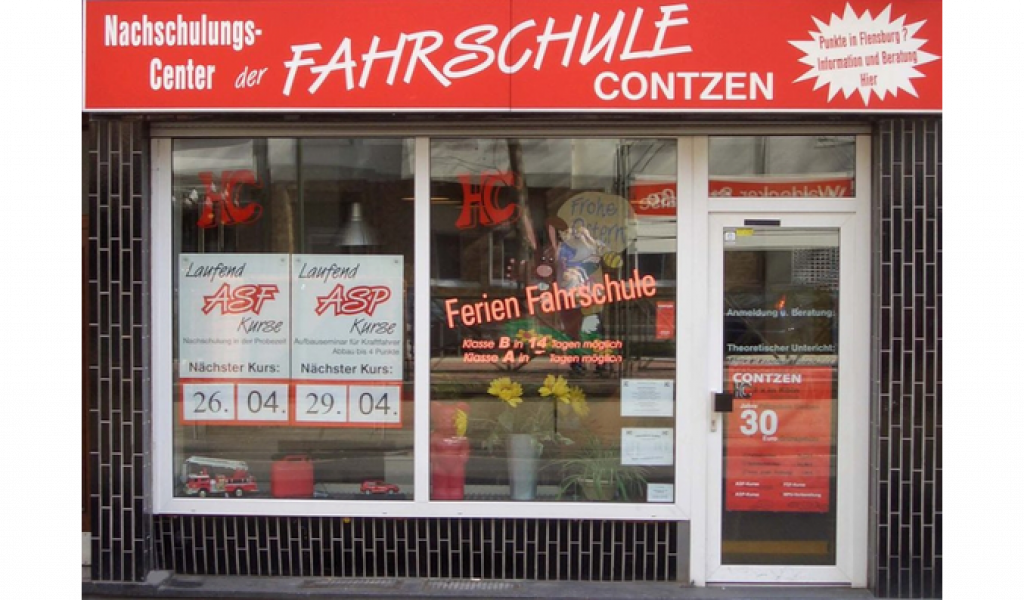 Nachschulungs-
Center der FAHRSCHULE
CONTZEN
Punkte in Flensburg ?
Information und Beratung
Hier
HC
HC
Frohe
Ostern
Laufend
ASF
Kurse
Nachschulung in der Probezeit
Nächster Kurs:
26. 04.
Laufend
ASP
Kurse
Aufbauseminar für Kraftfahrer
Abbau bis 4 Punkte
Nächster Kurs:
29. 04.
Ferien Fahrschule
Klasse B in 14 Tagen möglich
Klasse A in Tagen möglich
Anmeldung u. Beratung:
Theoretischer Unterricht:
CONTZEN
30
Euro